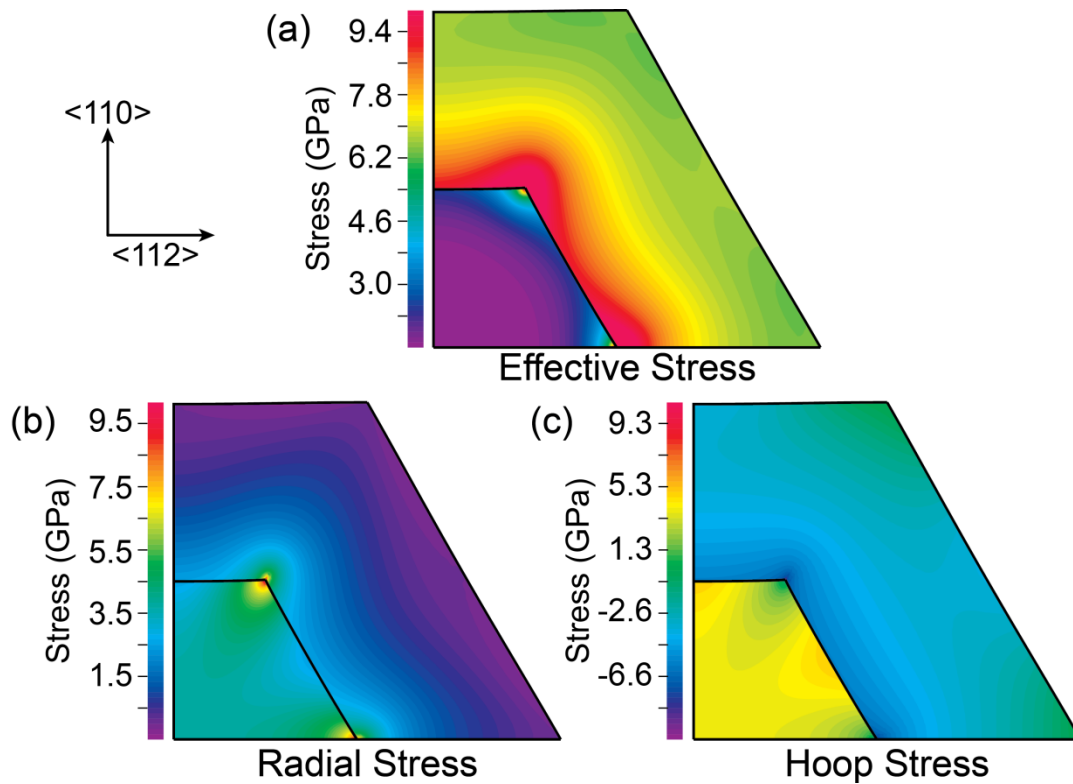 (a)
9.4
7.8
6.2
4.6
3.0
Stress (GPa)
Effective Stress
<110>
<112>
(b)
9.5
7.5
5.5
3.5
1.5
Stress (GPa)
Radial Stress
(c)
9.3
5.3
1.3
-2.6
-6.6
Stress (GPa)
Hoop Stress